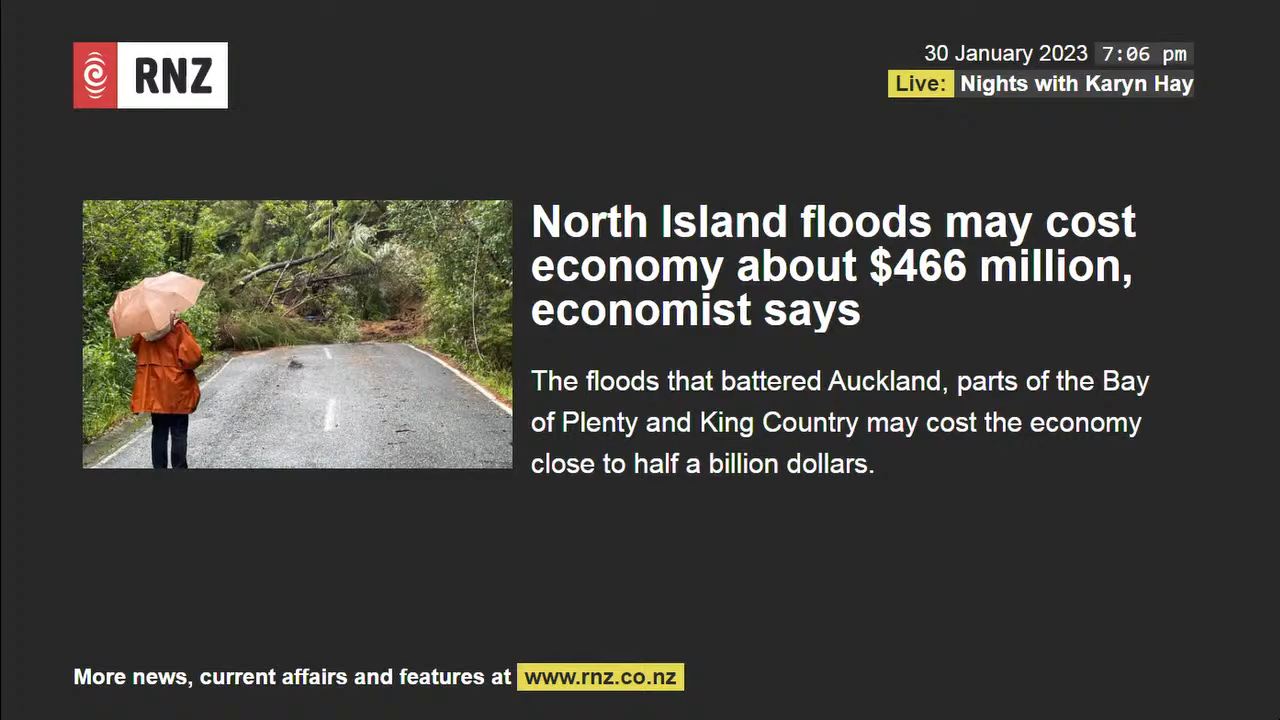 RNZ
30 January 2023 7:06 pm
Live: Nights with Karyn Hay
North Island floods may cost
economy about $466 million,
economist says
The floods that battered Auckland, parts of the Bay
of Plenty and King Country may cost the economy
close to half a billion dollars.
More news, current affairs and features at www.rnz.co.nz